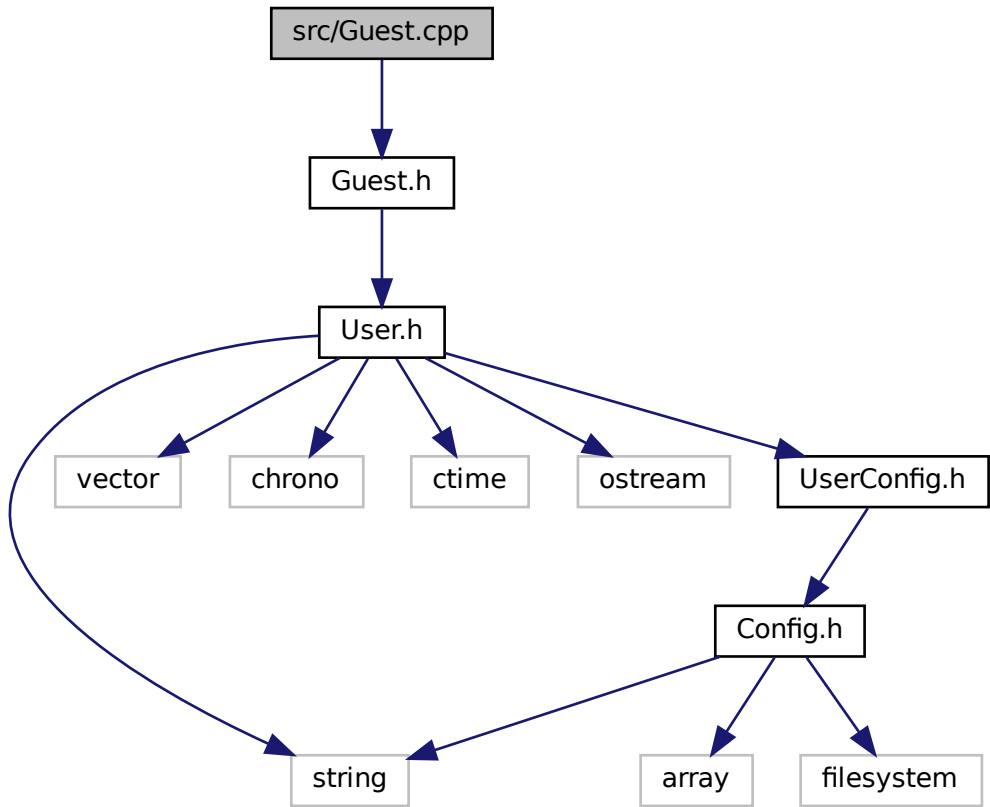 src/Guest.cpp
Guest.h
User.h
vector
chrono
ctime
ostream
UserConfig.h
Config.h
string
array
filesystem